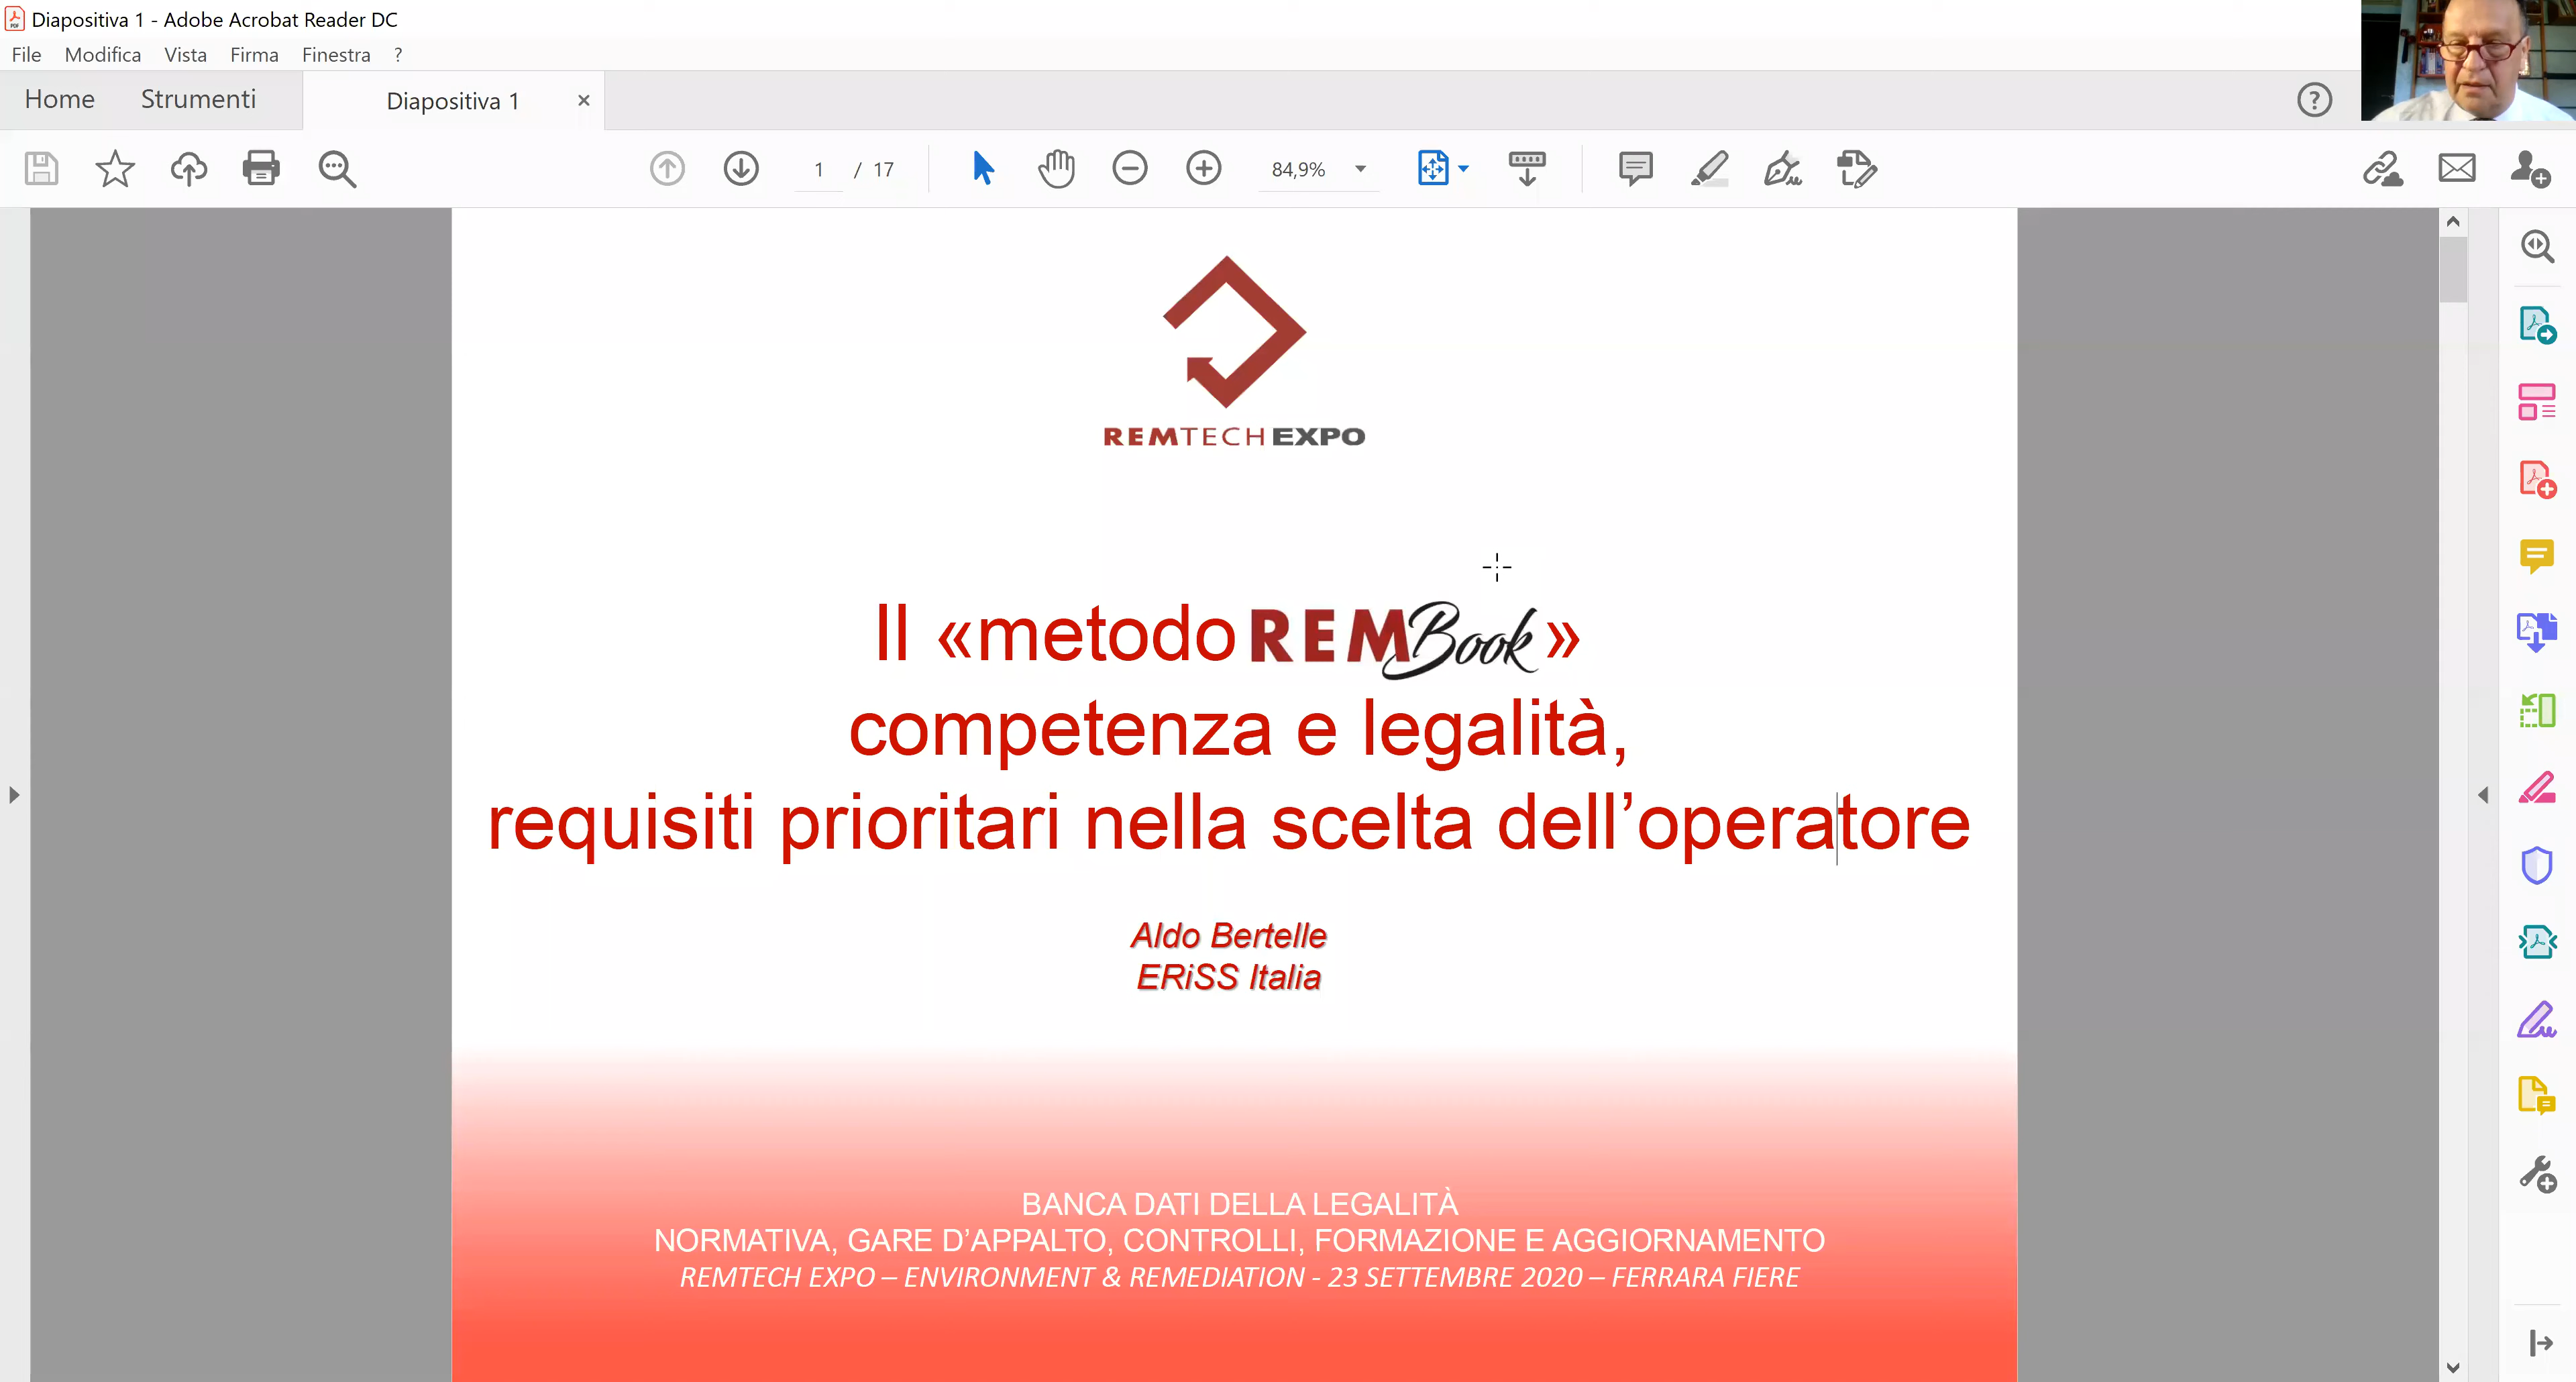 Diapositiva 1 - Adobe Acrobat Reader DC
File Modifica Vista Firma Finestra ?
Home Strumenti Diapositiva 1
1 / 17 84,9%
REMTECHEXPO
Il «metodo REMBook»
competenza e legalità,
requisiti prioritari nella scelta dell’operatore
Aldo Bertelle
ERiSS Italia
BANCA DATI DELLA LEGALITÀ
NORMATIVA, GARE D’APPALTO, CONTROLLI, FORMAZIONE E AGGIORNAMENTO
REMTECH EXPO – ENVIRONMENT & REMEDIATION - 23 SETTEMBRE 2020 – FERRARA FIERE